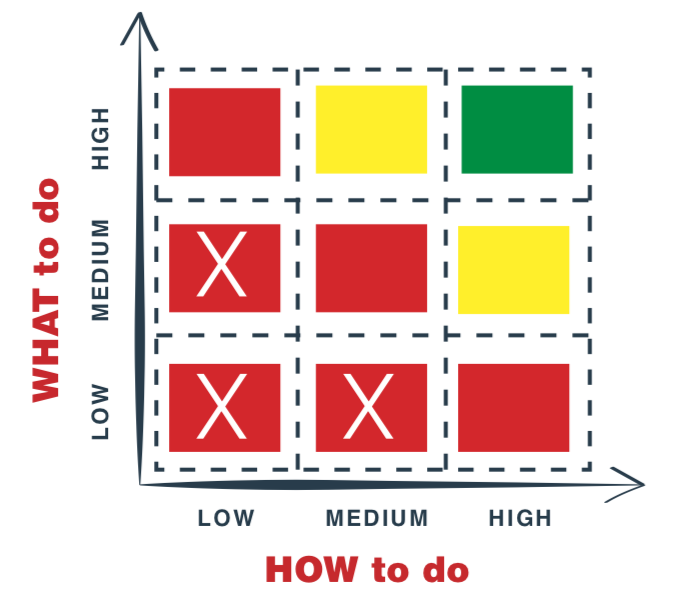 WHAT to do
HIGH
MEDIUM
X
LOW
X X
LOW MEDIUM HIGH
HOW to do